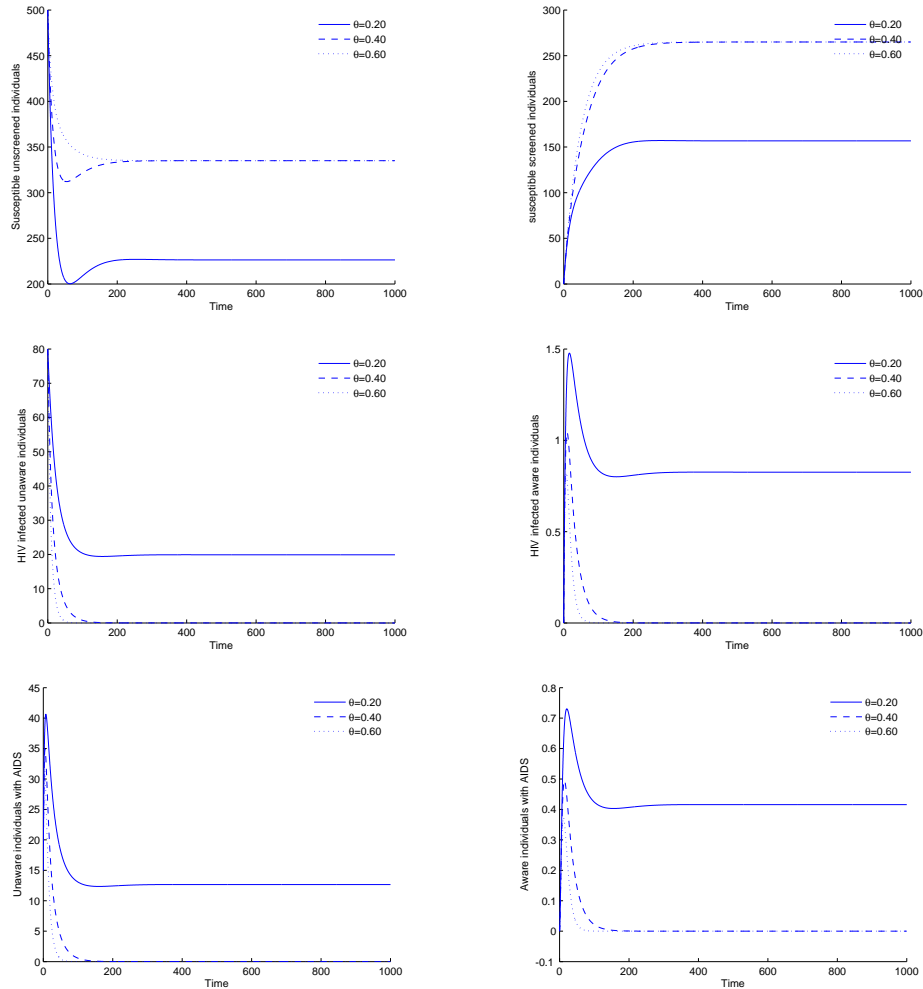 500
450
400
350
300
250
200
0 200 400 600 800 1000
Time
Susceptible unscreened individuals
θ=0.20
θ=0.40
θ=0.60
300
250
200
150
100
50
0
0 200 400 600 800 1000
Time
susceptible screened individuals
θ=0.20
θ=0.40
θ=0.60
80
70
60
50
40
30
20
10
0
0 200 400 600 800 1000
Time
HIV infected unaware individuals
θ=0.20
θ=0.40
θ=0.60
1.5
1
0.5
0
0 200 400 600 800 1000
Time
HIV infected aware individuals
θ=0.20
θ=0.40
θ=0.60
45
40
35
30
25
20
15
10
5
0
0 200 400 600 800 1000
Time
Unaware individuals with AIDS
θ=0.20
θ=0.40
θ=0.60
0.8
0.7
0.6
0.5
0.4
0.3
0.2
0.1
0
-0.1
0 200 400 600 800 1000
Time
Aware individuals with AIDS
θ=0.20
θ=0.40
θ=0.60